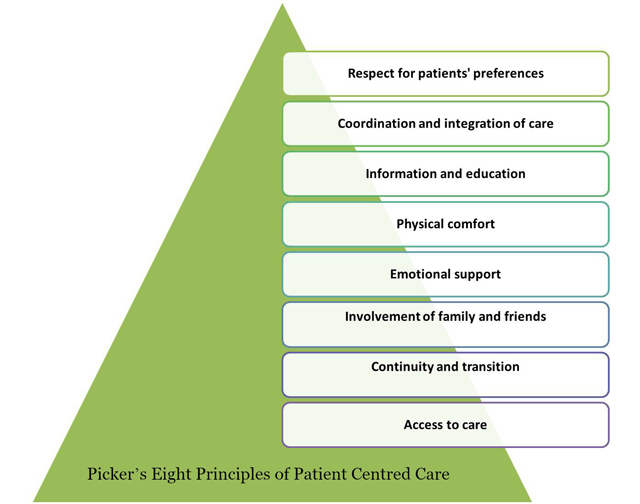 Respect for patients' preferences
Coordination and integration of care
Information and education
Physical comfort
Emotional support
Involvement of family and friends
Continuity and transition
Access to care
Picker’s Eight Principles of Patient Centred Care